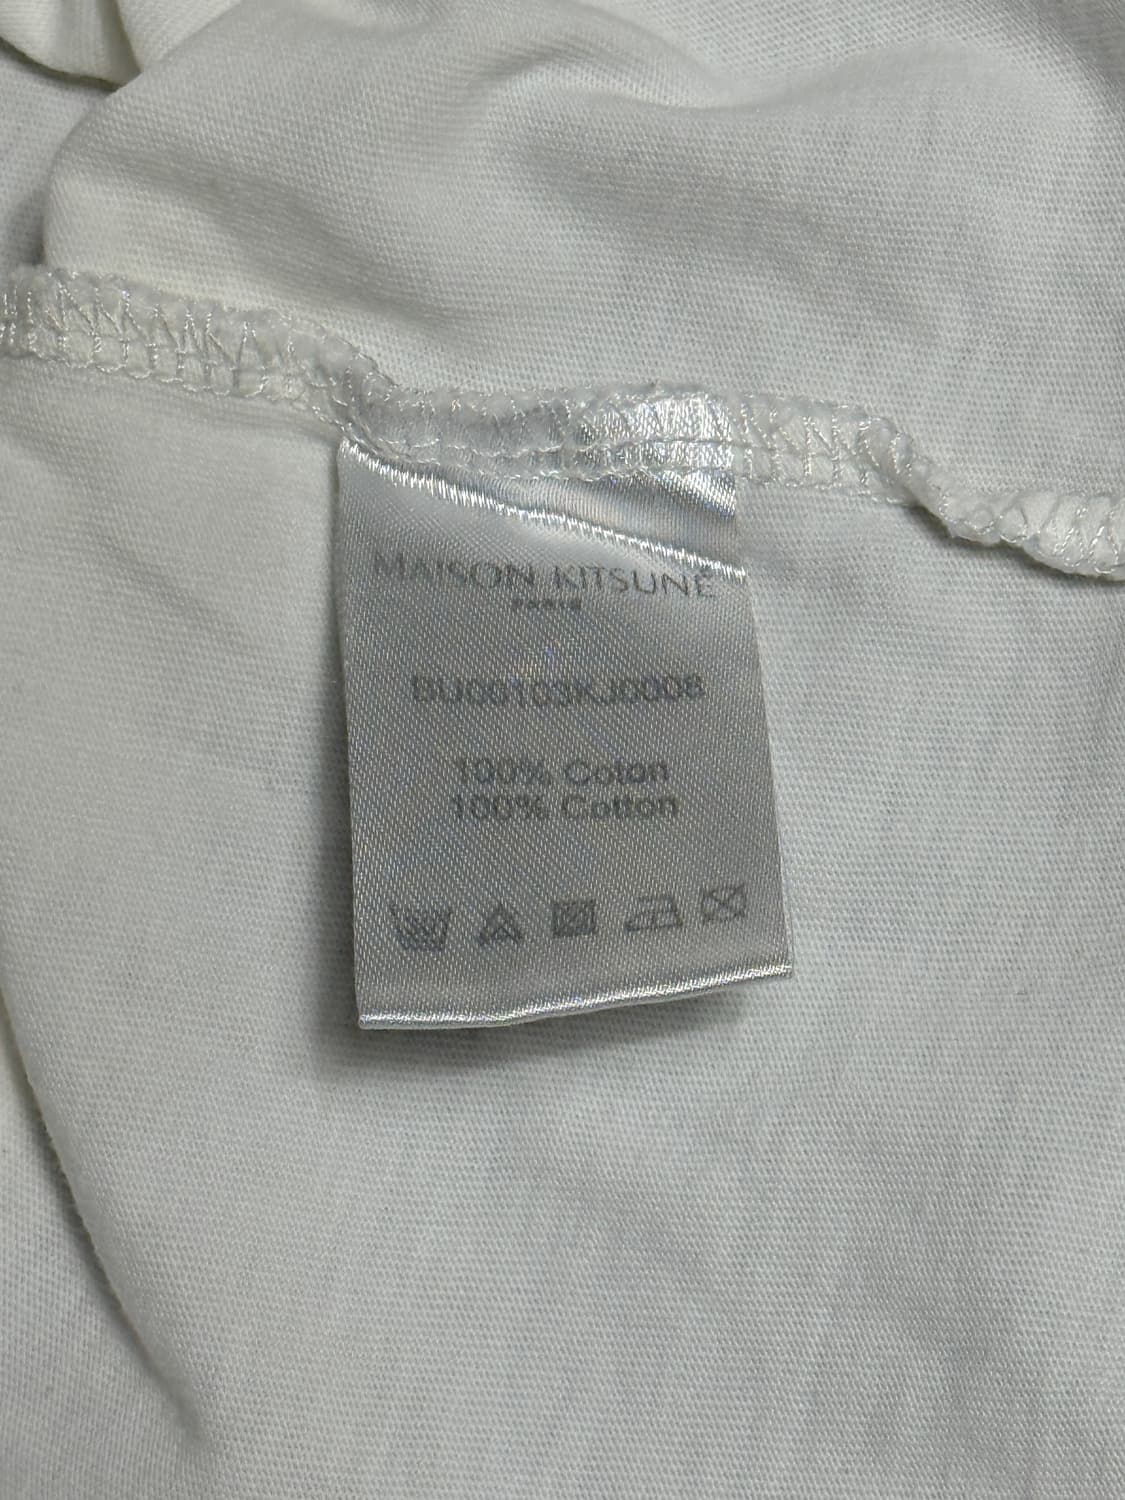 MAISON KITSUNÉ
PARIS
BU00103KJ0008
100% Coton
100% Cotton